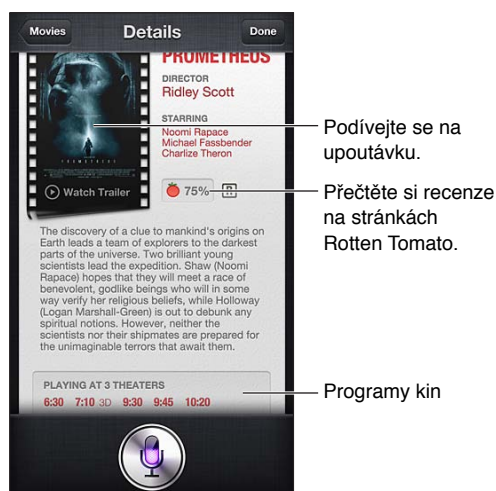 Movies
Details
Done
PROMETHEUS
DIRECTOR
Ridley Scott
STARRING
Noomi Rapace
Michael Fassbender
Charlize Theron
PROMETHEUS
Watch Trailer
75%
R
The discovery of a clue to mankind's origins on
Earth leads a team of explorers to the darkest
parts of the universe. Two brilliant young
scientists lead the expedition. Shaw (Noomi
Rapace) hopes that they will meet a race of
benevolent, godlike beings who will in some
way verify her religious beliefs, while Holloway
(Logan Marshall-Green) is out to debunk any
spiritual notions. However, neither the
scientists nor their shipmates are prepared for
the unimaginable terrors that await them.
PLAYING AT 3 THEATERS
6:30 7:10 3D 9:30 9:45 10:20
Podívejte se na
upoutávku.
Přečtěte si recenze
na stránkách
Rotten Tomato.
Programy kin